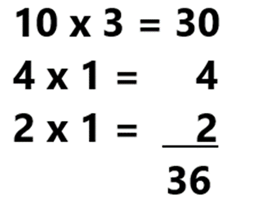 10 x 3 = 30
4 x 1 = 4
2 x 1 = 2
36